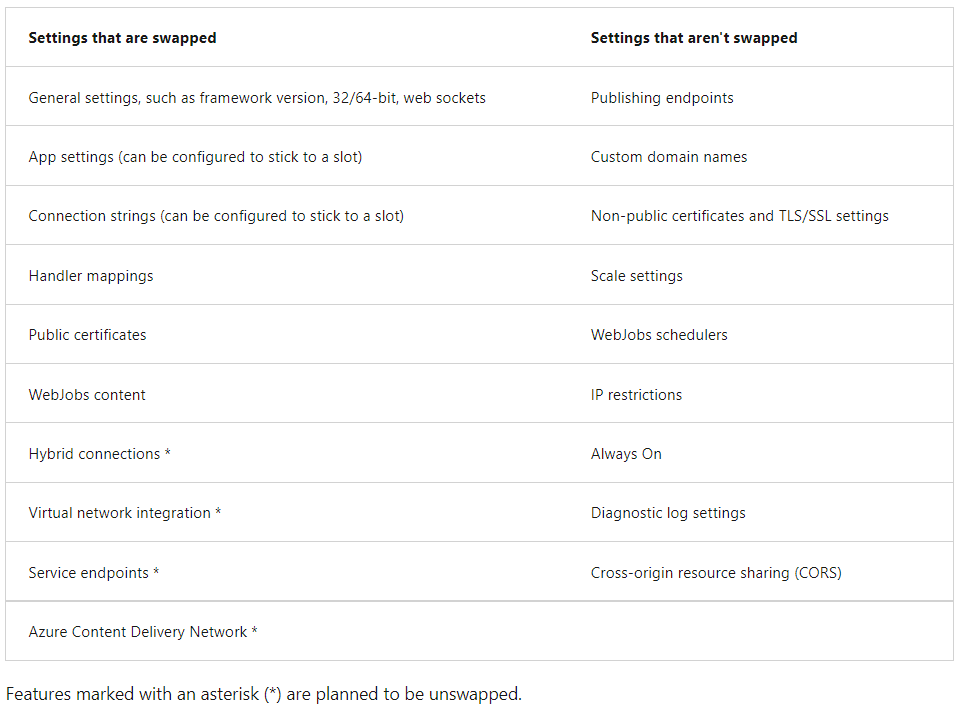 Settings that are swapped Settings that aren't swapped
General settings, such as framework version, 32/64-bit, web sockets Publishing endpoints
App settings (can be configured to stick to a slot) Custom domain names
Connection strings (can be configured to stick to a slot) Non-public certificates and TLS/SSL settings
Handler mappings Scale settings
Public certificates WebJobs schedulers
WebJobs content IP restrictions
Hybrid connections * Always On
Virtual network integration * Diagnostic log settings
Service endpoints * Cross-origin resource sharing (CORS)
Azure Content Delivery Network *
Features marked with an asterisk (*) are planned to be unswapped.